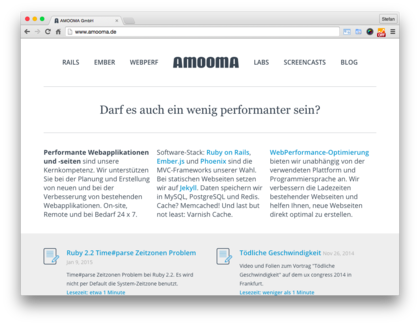 AMOOMA GmbH
Stefan
www.amooma.de
RAILS EMBER WEBPERF AMOOMA LABS SCREENCASTS BLOG
Darf es auch ein wenig performanter sein?
Performante Webapplikationen
und -seiten sind unsere
Kernkompetenz. Wir unterstützen
Sie bei der Planung und Erstellung
von neuen und bei der
Verbesserung von bestehenden
Webapplikationen. On-site,
Remote und bei Bedarf 24 x 7.
Software-Stack: Ruby on Rails,
Ember.js und Phoenix sind die
MVC-Frameworks unserer Wahl.
Bei statischen Webseiten setzen
wir auf Jekyll. Daten speichern wir
in MySQL, PostgreSQL und Redis.
Cache? Memcached! Und last but
not least: Varnish Cache.
WebPerformance-Optimierung
bieten wir unabhängig von der
verwendeten Plattform und
Programmiersprache an. Wir
verbessern die Ladezeiten
bestehender Webseiten und
helfen Ihnen, neue Webseiten
direkt optimal zu erstellen.
Ruby 2.2 Time#parse Zeitzonen Problem
Jan 9, 2015
Time#parse Zeitzonen Problem bei Ruby 2.2. Es wird
nicht per Default die System-Zeitzone benutzt.
Lesezeit: etwa 1 Minute
Tödliche Geschwindigkeit Nov 26, 2014
Video und Folien zum Vortrag "Tödliche
Geschwindigkeit" auf dem ux congress 2014 in
Frankfurt.
Lesezeit: weniger als 1 Minute